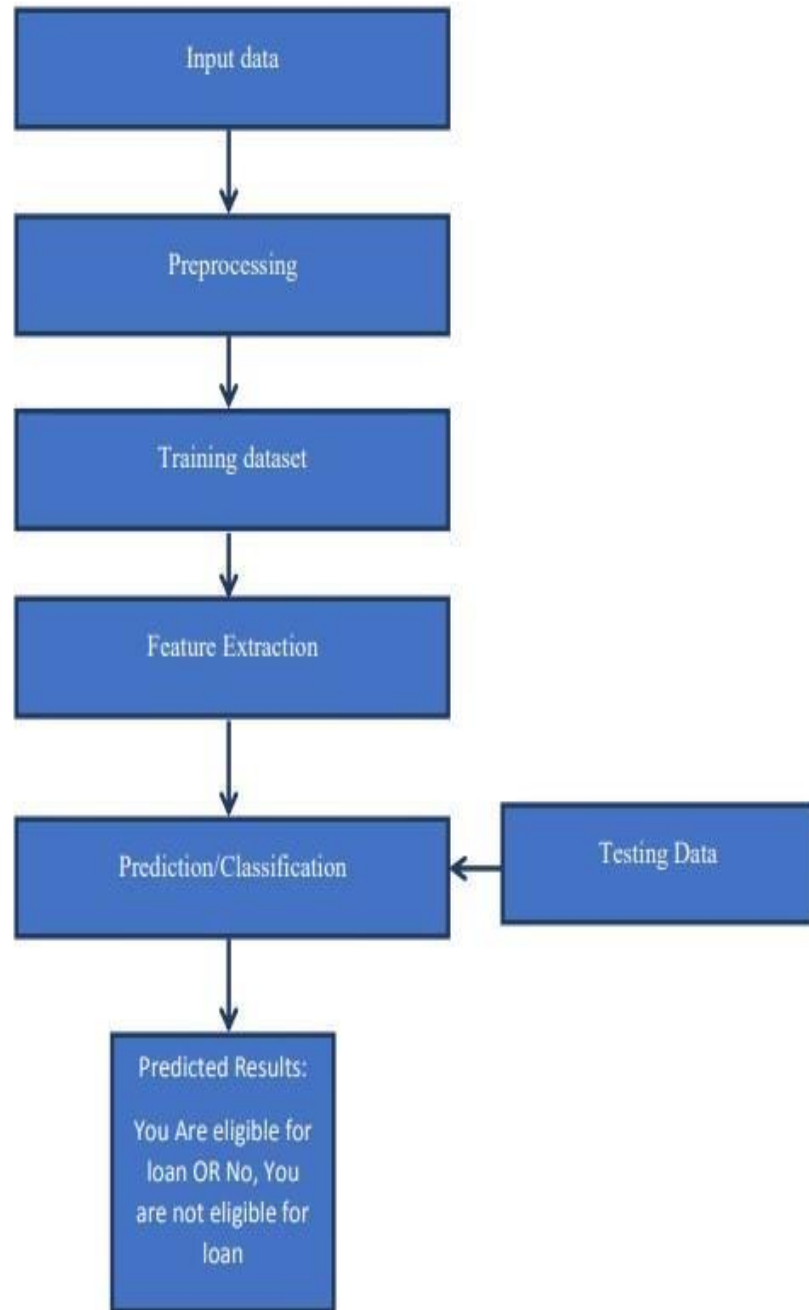 Input data
Preprocessing
Training dataset
Feature Extraction
Prediction/Classification
Testing Data
Predicted Results:
You Are eligible for
loan OR No, You
are not eligible for
loan